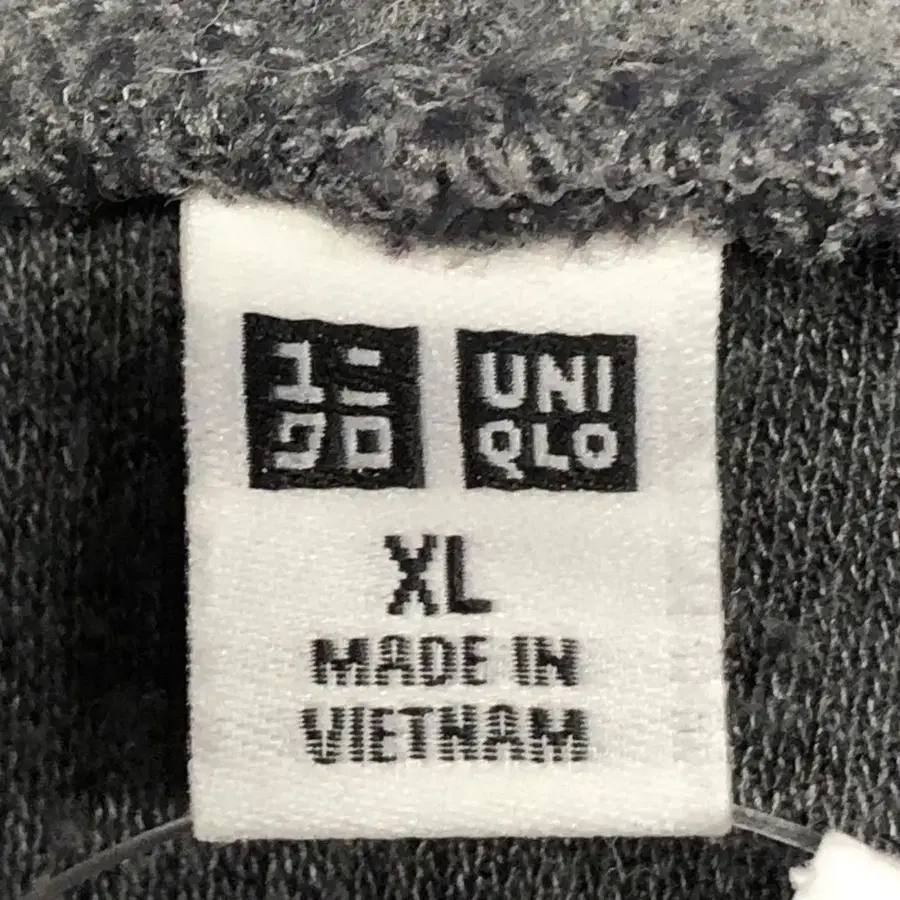 ユニ
クロ
UNI
QLO
XL
MADE IN
VIETNAM